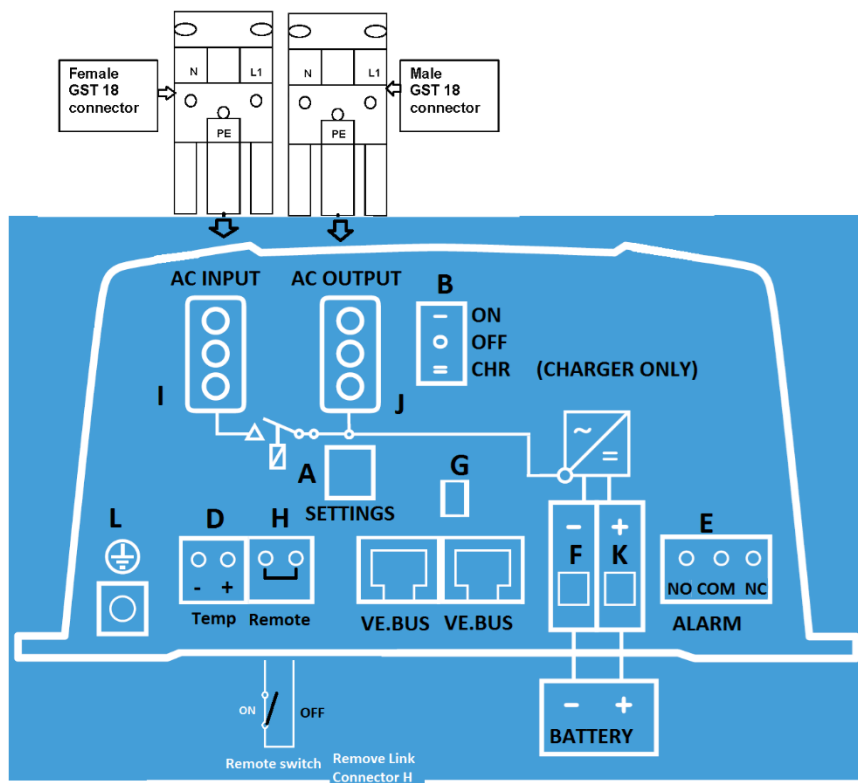 Female
GST 18
connector
N L1
PE
N L1
PE
Male
GST 18
connector
AC INPUT
AC OUTPUT
B
ON
OFF
CHR (CHARGER ONLY)
I
J
~
=
A
SETTINGS
G
L
D
- +
Temp
H
Remote
VE.BUS
VE.BUS
- +
F K
E
NO COM NC
ALARM
ON
OFF
Remote switch
Remove Link
Connector H
- +
BATTERY